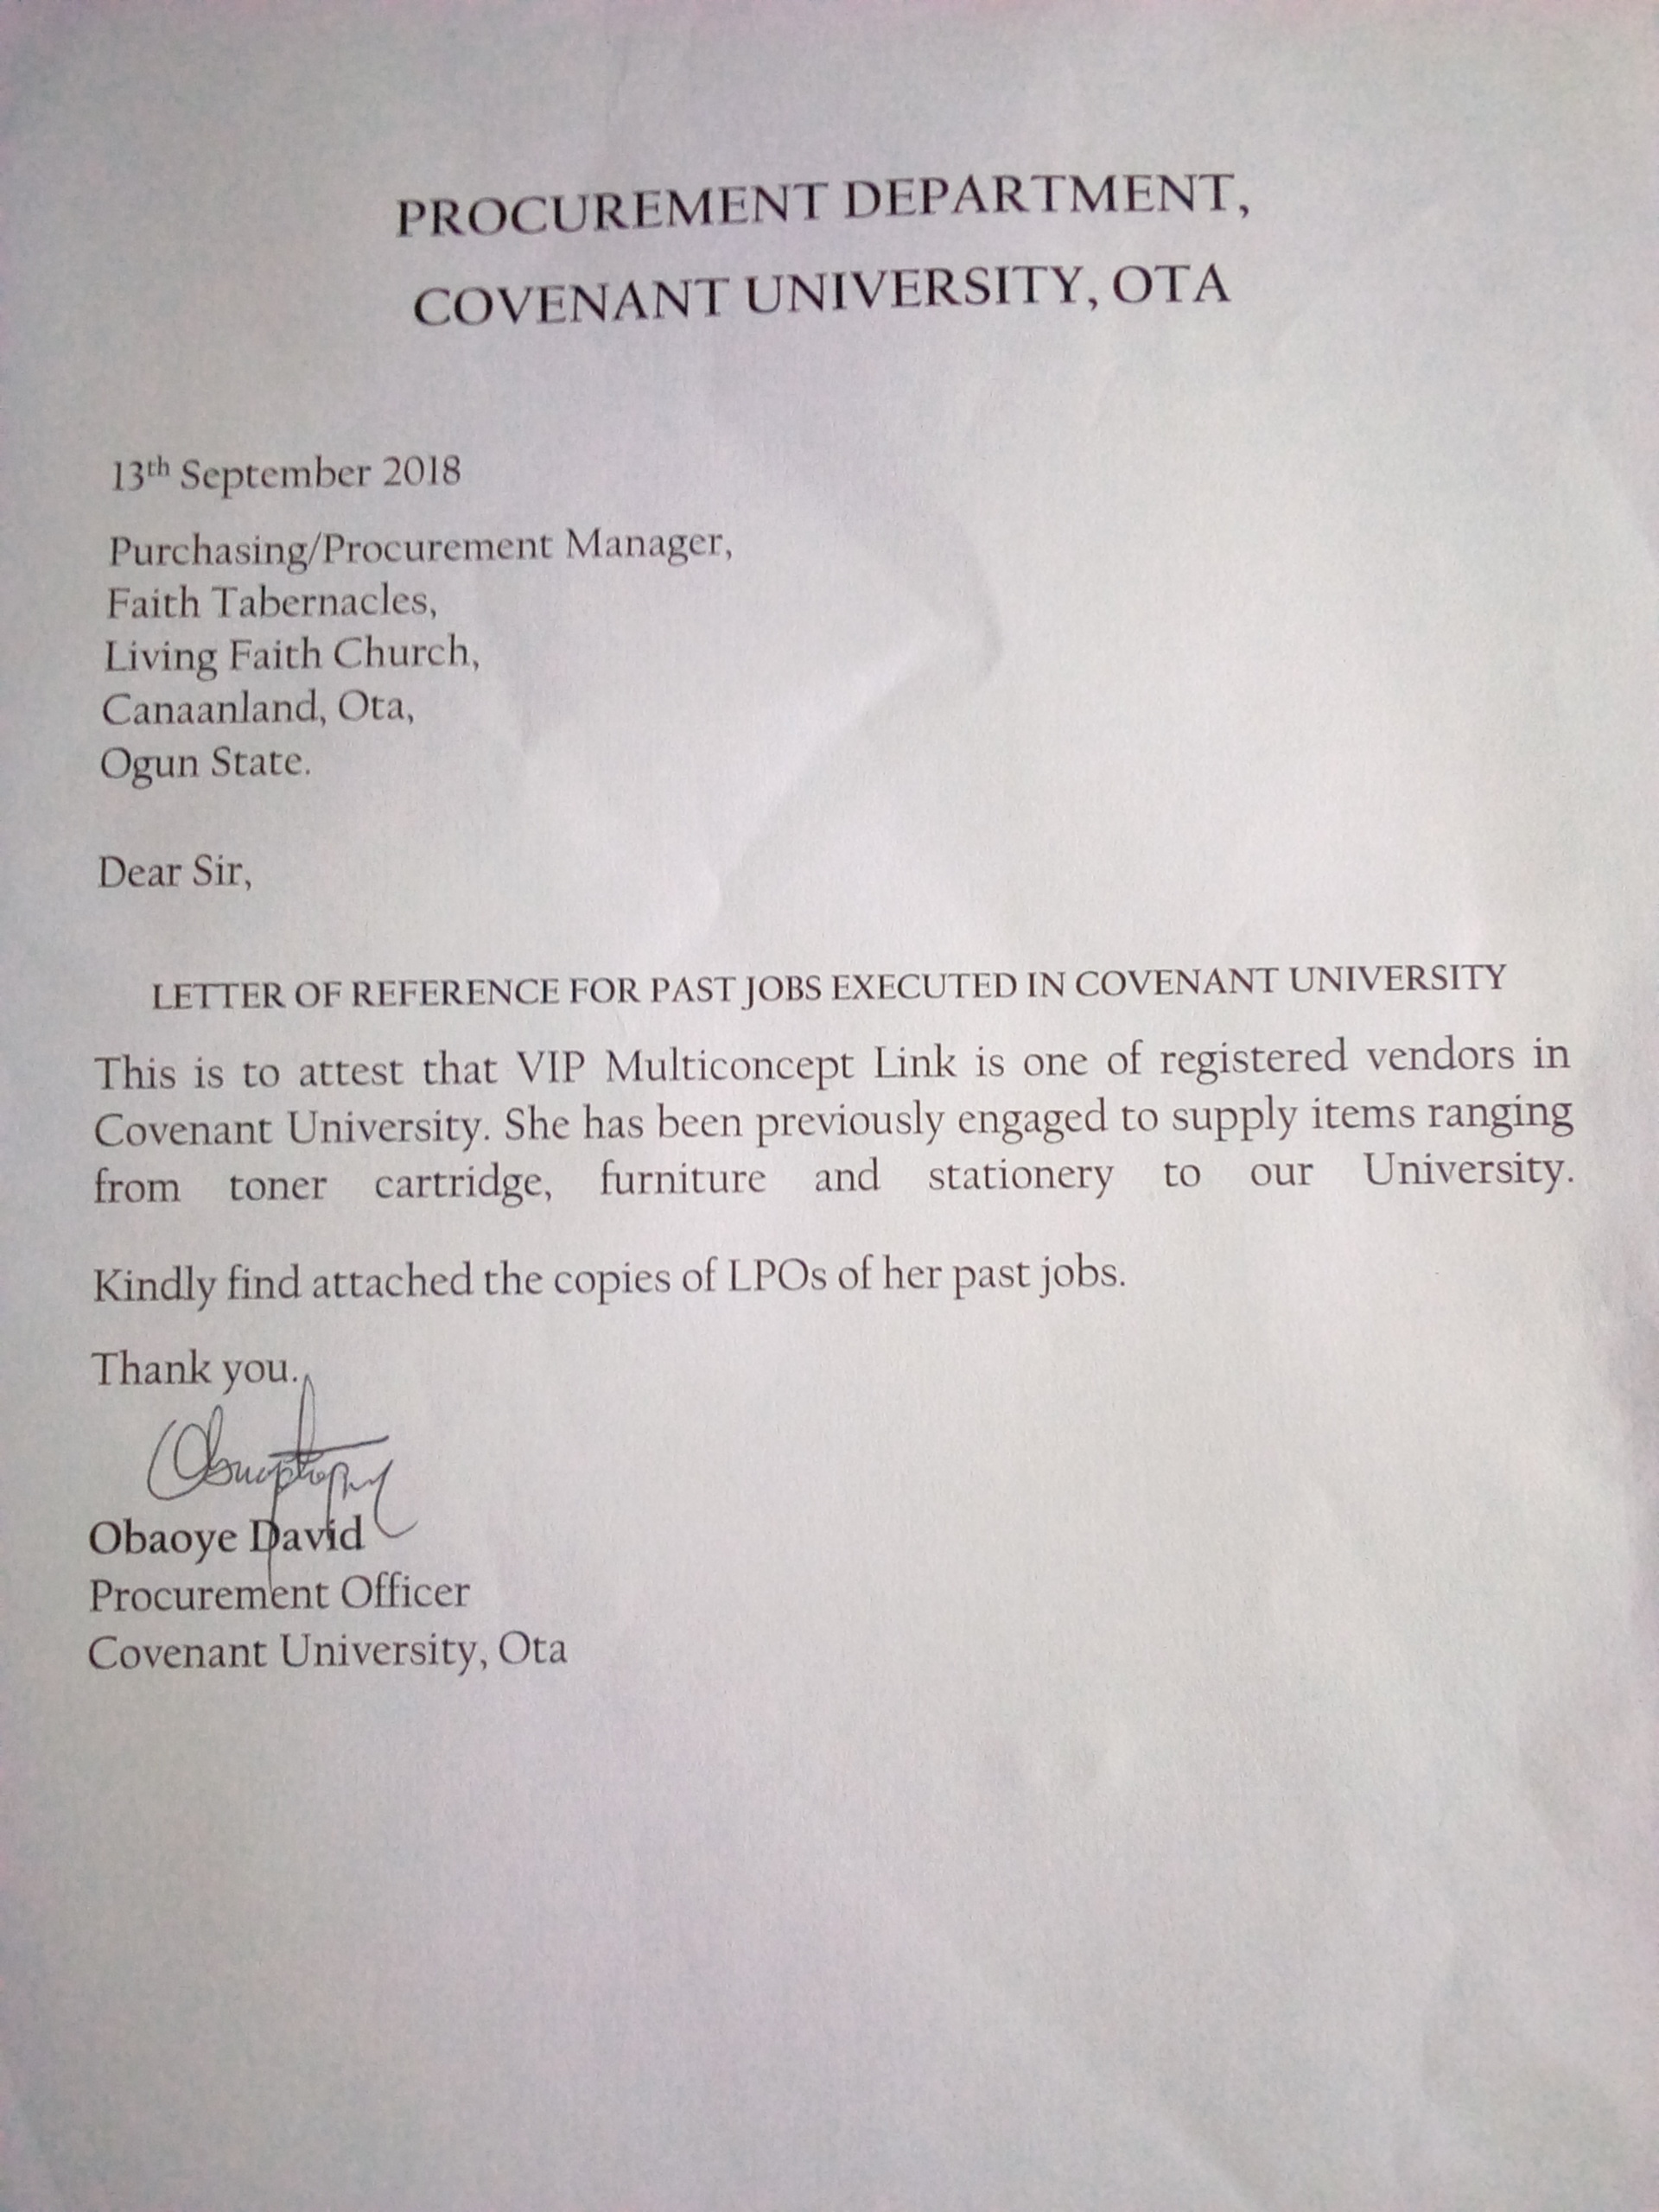 PROCUREMENT DEPARTMENT,
COVENANT UNIVERSITY, OTA
13th September 2018
Purchasing/Procurement Manager,
Faith Tabernacles,
Living Faith Church,
Canaanland, Ota,
Ogun State.
Dear Sir,
LETTER OF REFERENCE FOR PAST JOBS EXECUTED IN COVENANT UNIVERSITY
This is to attest that VIP Multiconcept Link is one of registered vendors in
Covenant University. She has been previously engaged to supply items ranging
from toner cartridge, furniture and stationery to our University.
Kindly find attached the copies of LPOs of her past jobs.
Thank you.
Obaoye David
Procurement Officer
Covenant University, Ota